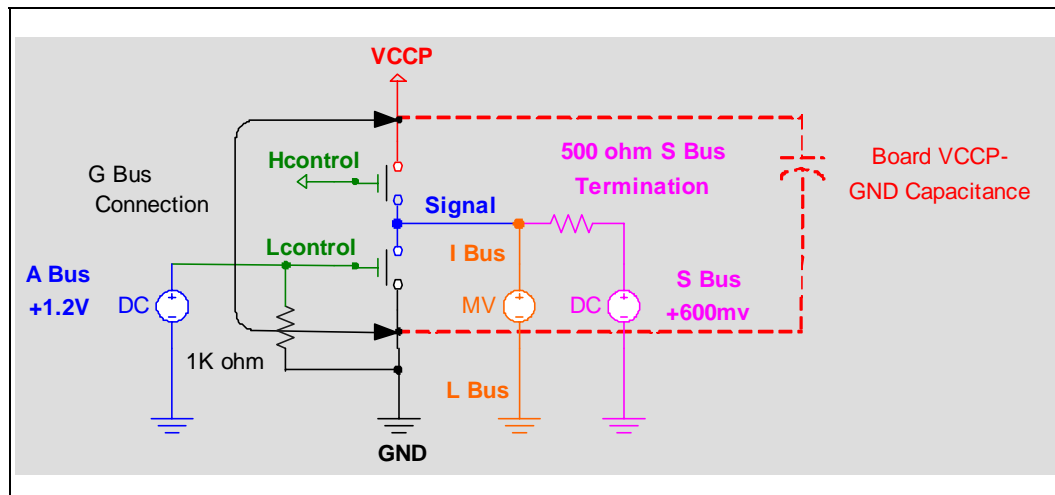 VCCP
G Bus
Connection
Hcontrol
500 ohm S Bus
Termination
Board VCCP-
GND Capacitance
Signal
Lcontrol
I Bus
A Bus
+1.2V
DC
MV
DC
S Bus
+600mv
1K ohm
L Bus
GND